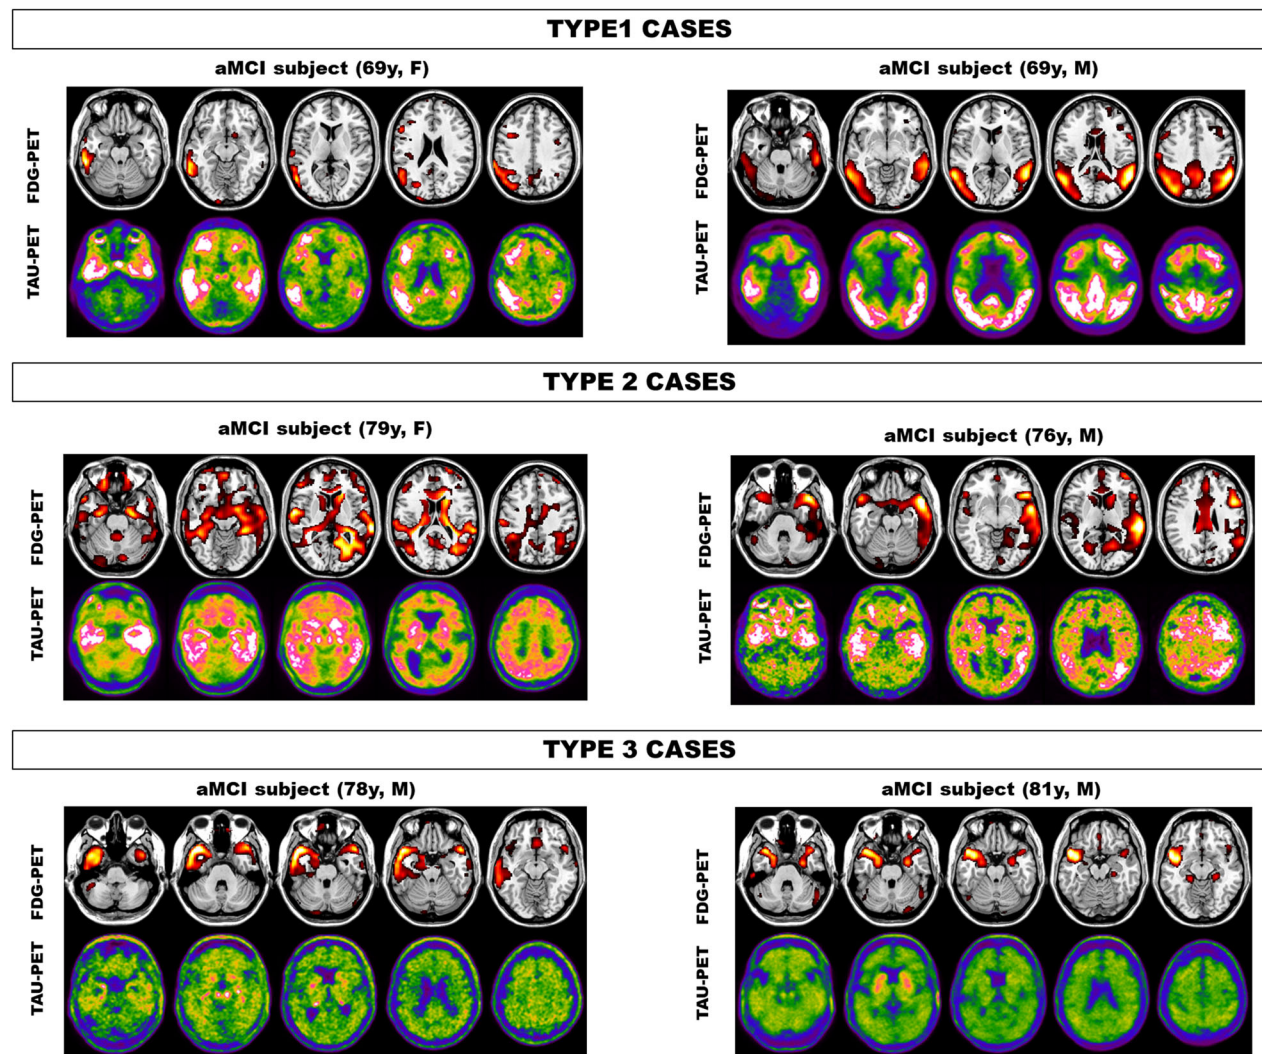 TYPE1 CASES
aMCI subject (69y, F)
aMCI subject (69y, M)
FDG-PET
FDG-PET
TAU-PET
TAU-PET
TYPE 2 CASES
aMCI subject (79y, F)
aMCI subject (76y, M)
FDG-PET
FDG-PET
TAU-PET
TAU-PET
TYPE 3 CASES
aMCI subject (78y, M)
aMCI subject (81y, M)
FDG-PET
FDG-PET
TAU-PET
TAU-PET